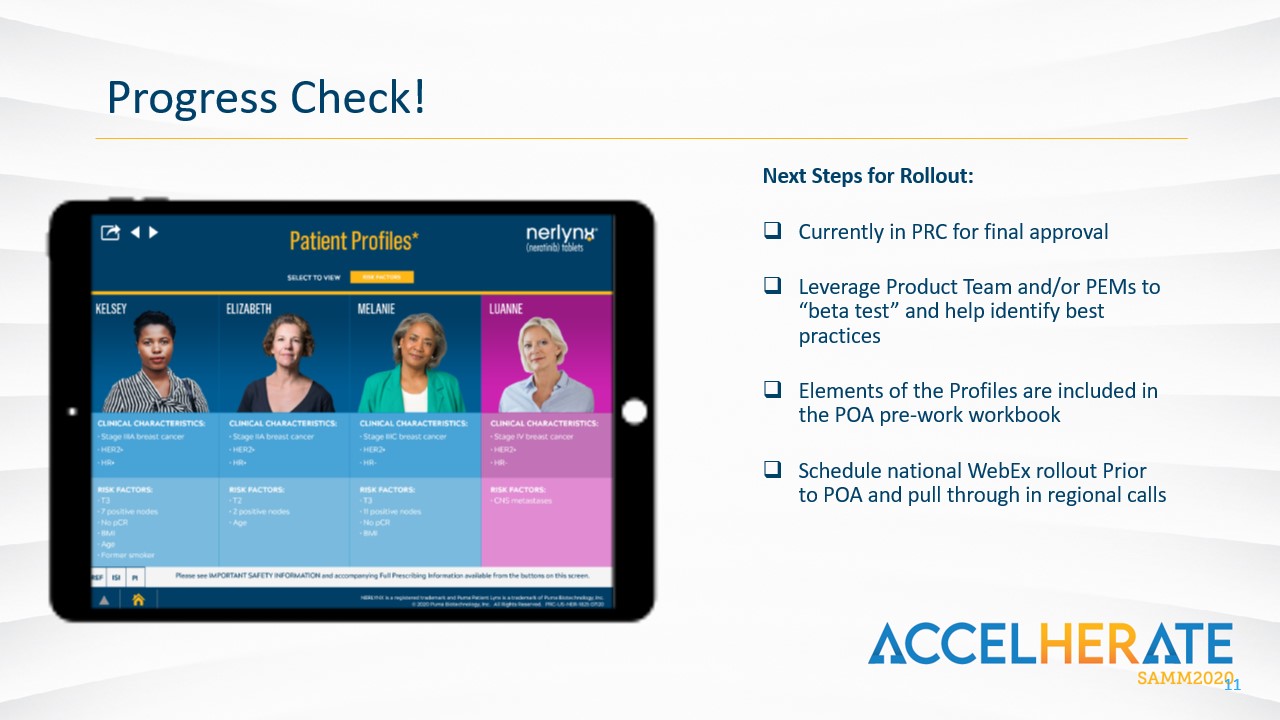 Progress Check!
Next Steps for Rollout:
❑ Currently in PRC for final approval
❑ Leverage Product Team and/or PEMs to
“beta test” and help identify best
practices
❑ Elements of the Profiles are included in
the POA pre-work workbook
❑ Schedule national WebEx rollout Prior
to POA and pull through in regional calls
Patient Profiles*
nerlynx®
(neratinib) tablets
SELECT TO VIEW
RISK FACTORS
KELSEY
CLINICAL CHARACTERISTICS:
• Stage IIIA breast cancer
• HER2+
• HR+
RISK FACTORS:
• T3
• 7 positive nodes
• No pCR
• BMI
• Age
• Former smoker
ELIZABETH
CLINICAL CHARACTERISTICS:
• Stage IIA breast cancer
• HER2+
• HR+
RISK FACTORS:
• T2
• 2 positive nodes
• Age
MELANIE
CLINICAL CHARACTERISTICS:
• Stage IIIC breast cancer
• HER2+
• HR-
RISK FACTORS:
• T3
• 11 positive nodes
• No pCR
• BMI
LUANNE
CLINICAL CHARACTERISTICS:
• Stage IV breast cancer
• HER2+
• HR-
RISK FACTORS:
• CNS metastases
REF ISI PI
Please see IMPORTANT SAFETY INFORMATION and accompanying Full Prescribing Information available from the buttons on this screen.
NERLYNX is a registered trademark and Puma Patient Lynx is a trademark of Puma Biotechnology, Inc.
© 2020 Puma Biotechnology, Inc. All Rights Reserved.
ACCELHERATE
SAMM2020
11